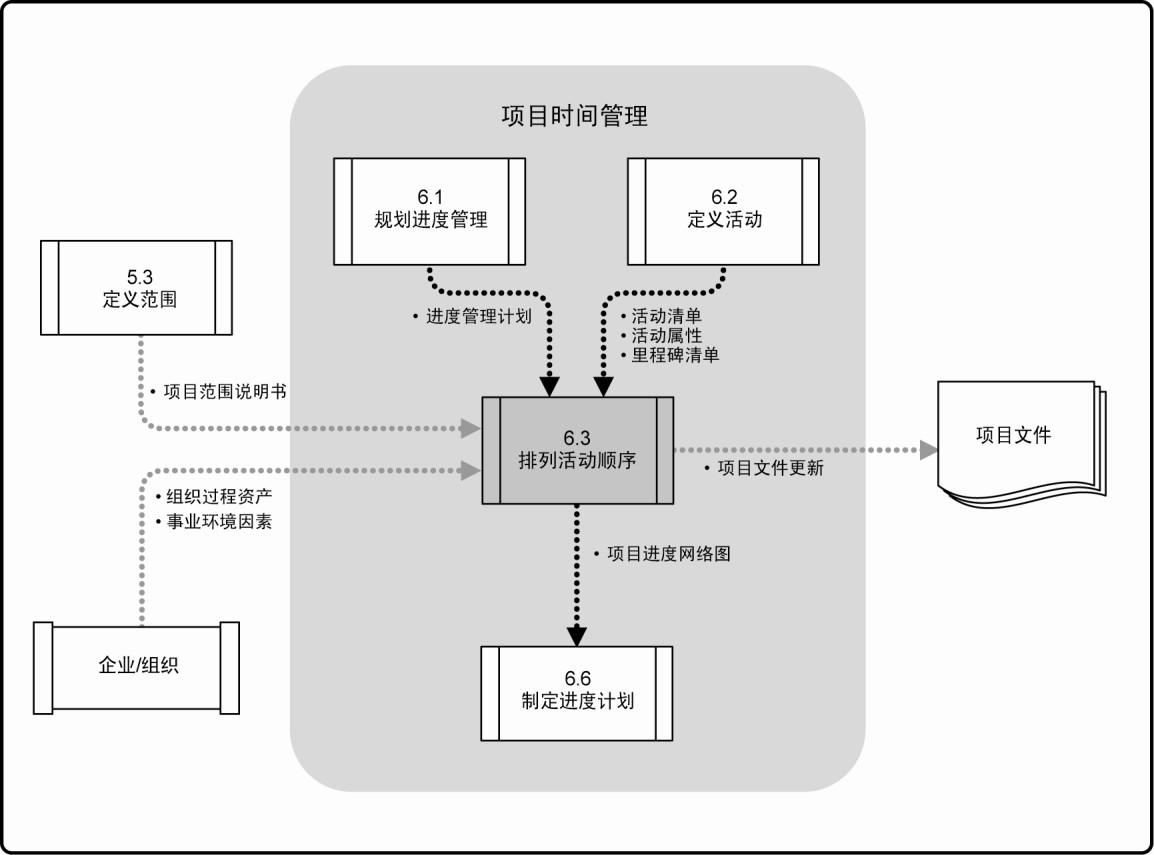 项目时间管理
6.1
规划进度管理
6.2
定义活动
5.3
定义范围
• 进度管理计划
• 活动清单
• 活动属性
• 里程碑清单
• 项目范围说明书
6.3
排列活动顺序
项目文件
• 项目文件更新
• 组织过程资产
• 事业环境因素
• 项目进度网络图
企业/组织
6.6
制定进度计划